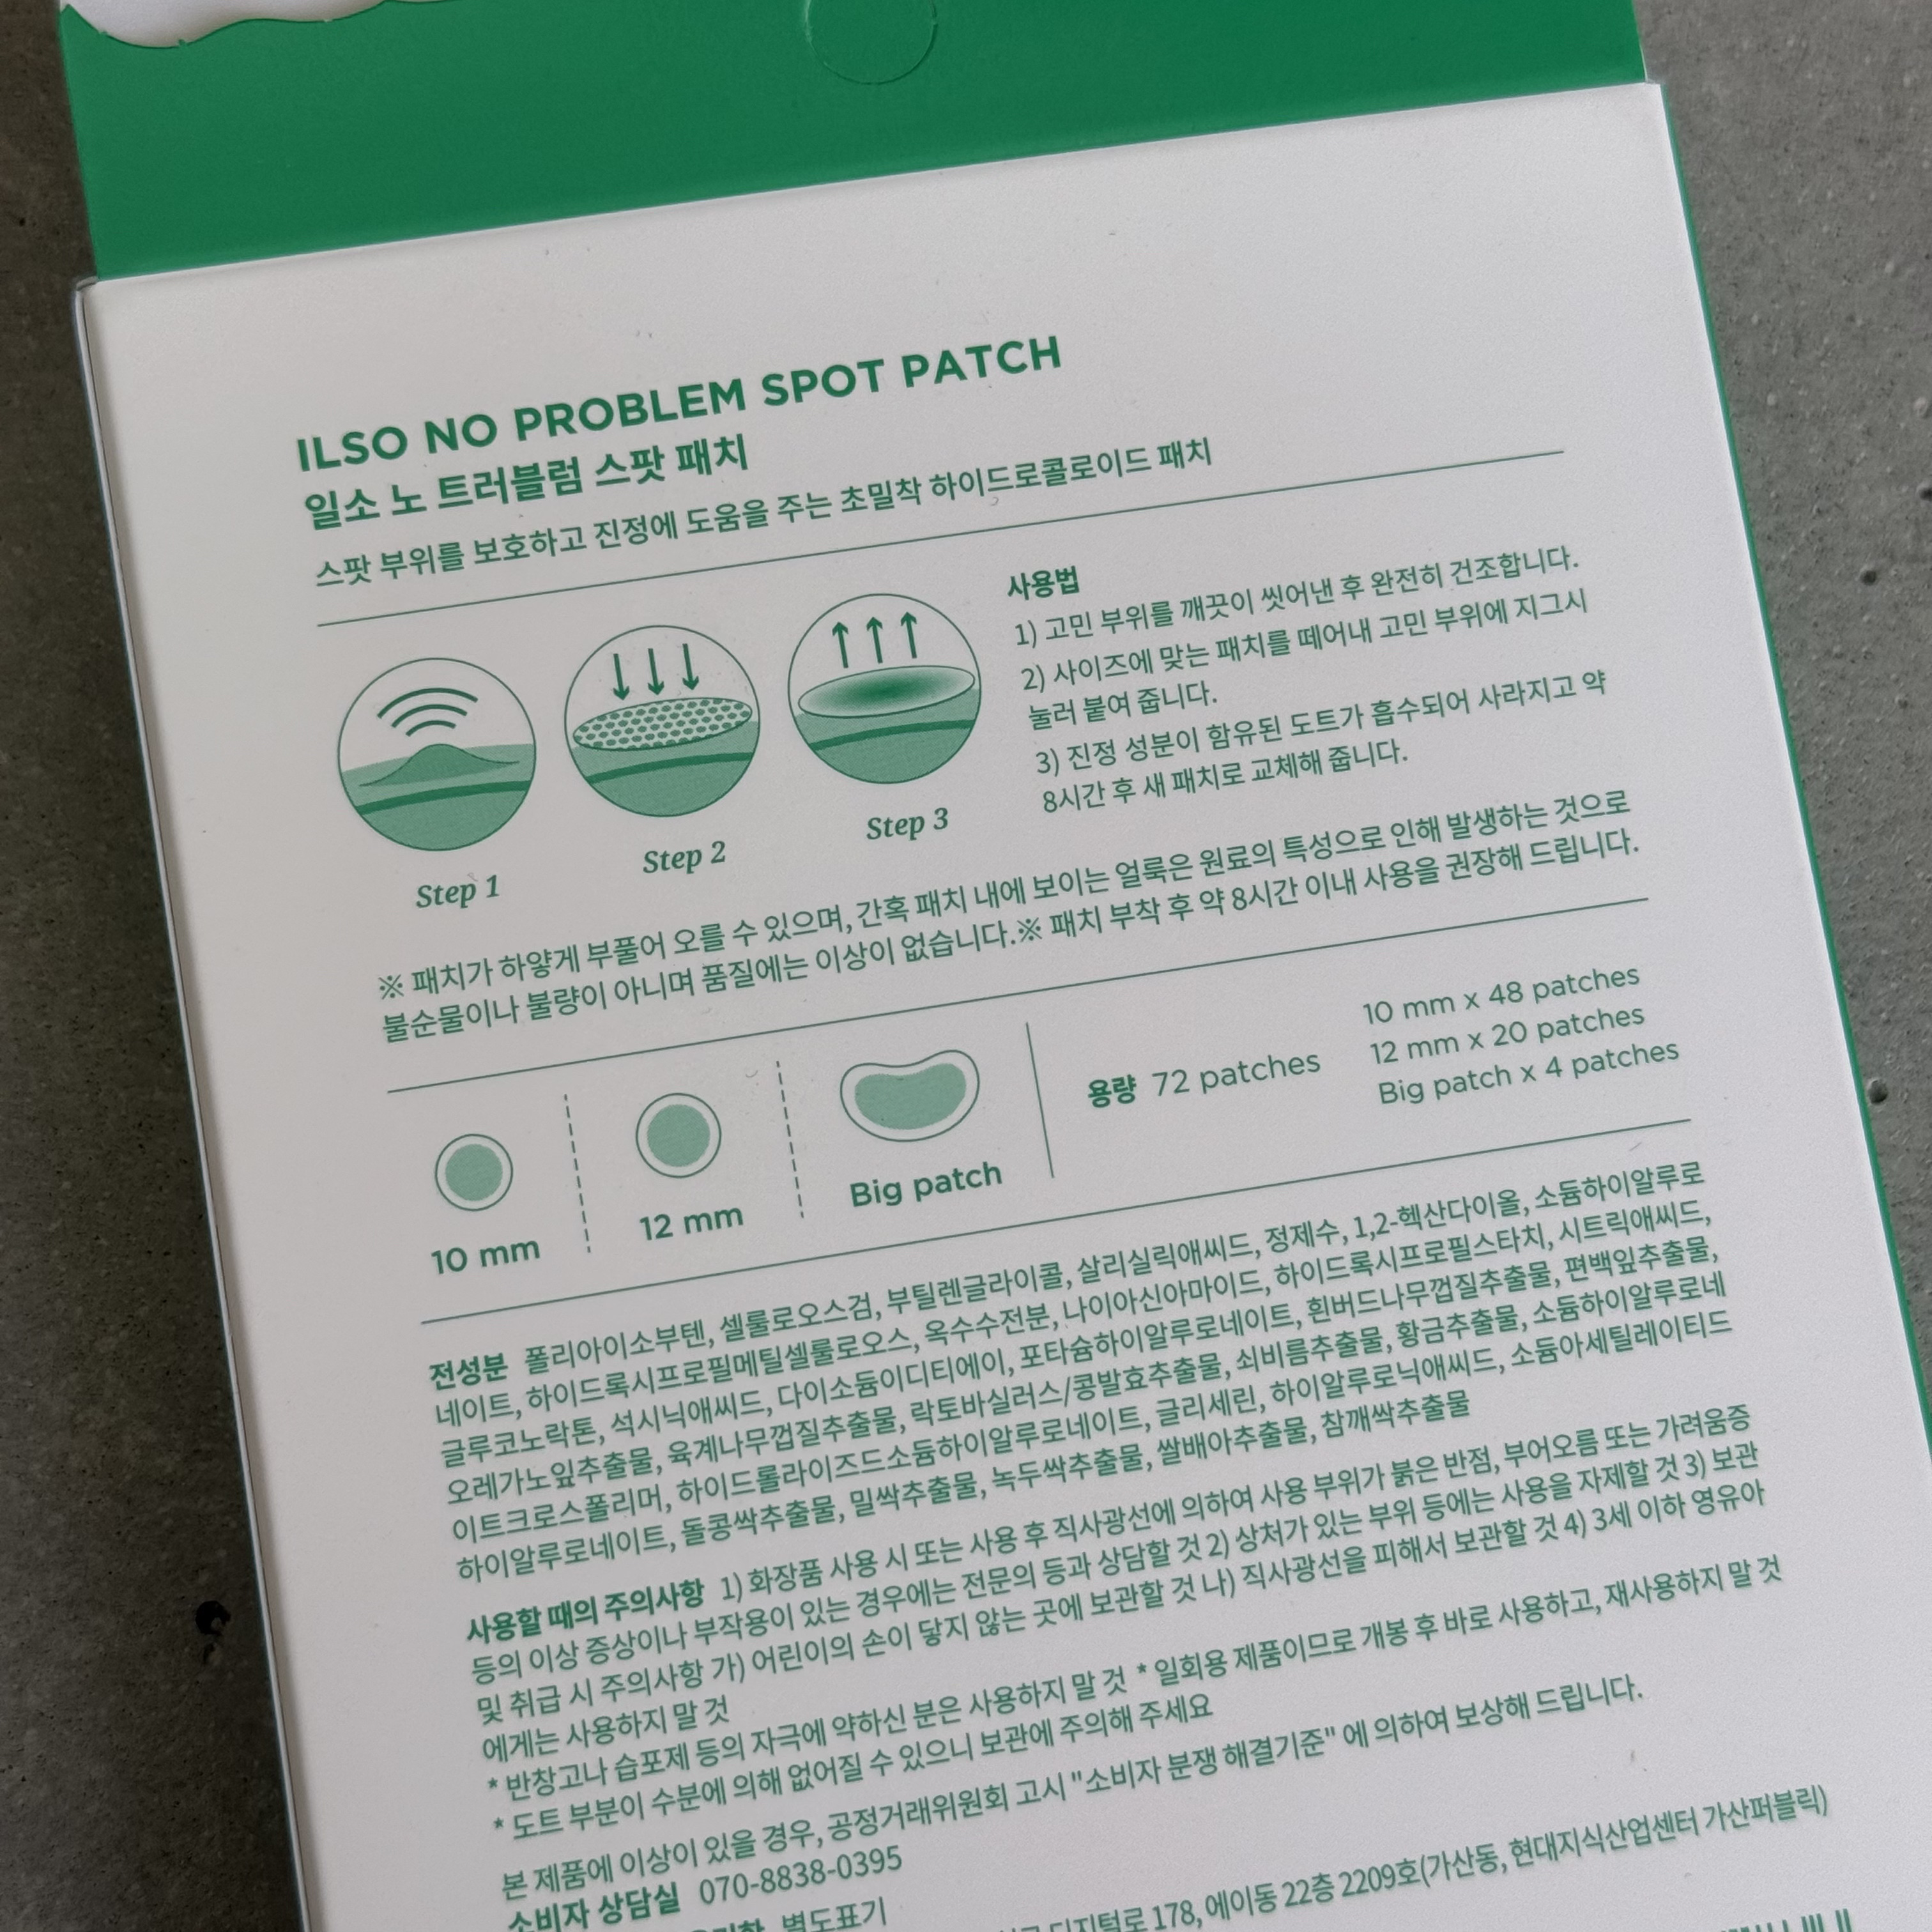 ILSO NO PROBLEM SPOT PATCH
일소 노 트러블럼 스팟 패치
스팟 부위를 보호하고 진정에 도움을 주는 초밀착 하이드로콜로이드 패치
Step 1
Step 2
Step 3
사용법
1) 고민 부위를 깨끗이 씻어낸 후 완전히 건조합니다.
2) 사이즈에 맞는 패치를 떼어내 고민 부위에 지그시
눌러 붙여 줍니다.
3) 진정 성분이 함유된 도트가 흡수되어 사라지고 약
8시간 후 새 패치로 교체해 줍니다.
※ 패치가 하얗게 부풀어 오를 수 있으며, 간혹 패치 내에 보이는 얼룩은 원료의 특성으로 인해 발생하는 것으로
불순물이나 불량이 아니며 품질에는 이상이 없습니다.※ 패치 부착 후 약 8시간 이내 사용을 권장해 드립니다.
10 mm
12 mm
Big patch
용량 72 patches
10 mm x 48 patches
12 mm x 20 patches
Big patch x 4 patches
전성분 폴리아이소부텐, 셀룰로오스검, 부틸렌글라이콜, 살리실릭애씨드, 정제수, 1,2-헥산다이올, 소듐하이알루로
네이트, 하이드록시프로필메틸셀룰로오스, 옥수수전분, 나이아신아마이드, 하이드록시프로필스타치, 시트릭애씨드,
글루코노락톤, 석시닉애씨드, 다이소듐이디티에이, 포타슘하이알루로네이트, 흰버드나무껍질추출물, 편백잎추출물,
오레가노잎추출물, 육계나무껍질추출물, 락토바실러스/콩발효추출물, 쇠비름추출물, 황금추출물, 소듐하이알루로네
이트크로스폴리머, 하이드롤라이즈드소듐하이알루로네이트, 글리세린, 하이알루로닉애씨드, 소듐아세틸레이티드
하이알루로네이트, 돌콩싹추출물, 밀싹추출물, 녹두싹추출물, 쌀배아추출물, 참깨싹추출물
사용할 때의 주의사항 1) 화장품 사용 시 또는 사용 후 직사광선에 의하여 사용 부위가 붉은 반점, 부어오름 또는 가려움증
등의 이상 증상이나 부작용이 있는 경우에는 전문의 등과 상담할 것 2) 상처가 있는 부위 등에는 사용을 자제할 것 3) 보관
및 취급 시 주의사항 가) 어린이의 손이 닿지 않는 곳에 보관할 것 나) 직사광선을 피해서 보관할 것 4) 3세 이하 영유아
에게는 사용하지 말 것
* 반창고나 습포제 등의 자극에 약하신 분은 사용하지 말 것 * 일회용 제품이므로 개봉 후 바로 사용하고, 재사용하지 말 것
* 도트 부분이 수분에 의해 없어질 수 있으니 보관에 주의해 주세요
본 제품에 이상이 있을 경우, 공정거래위원회 고시 "소비자 분쟁 해결기준" 에 의하여 보상해 드립니다.
소비자 상담실 070-8838-0395
별도표기
디지털로 178, 에이동 22층 2209호(가산동, 현대지식산업센터 가산퍼블릭)